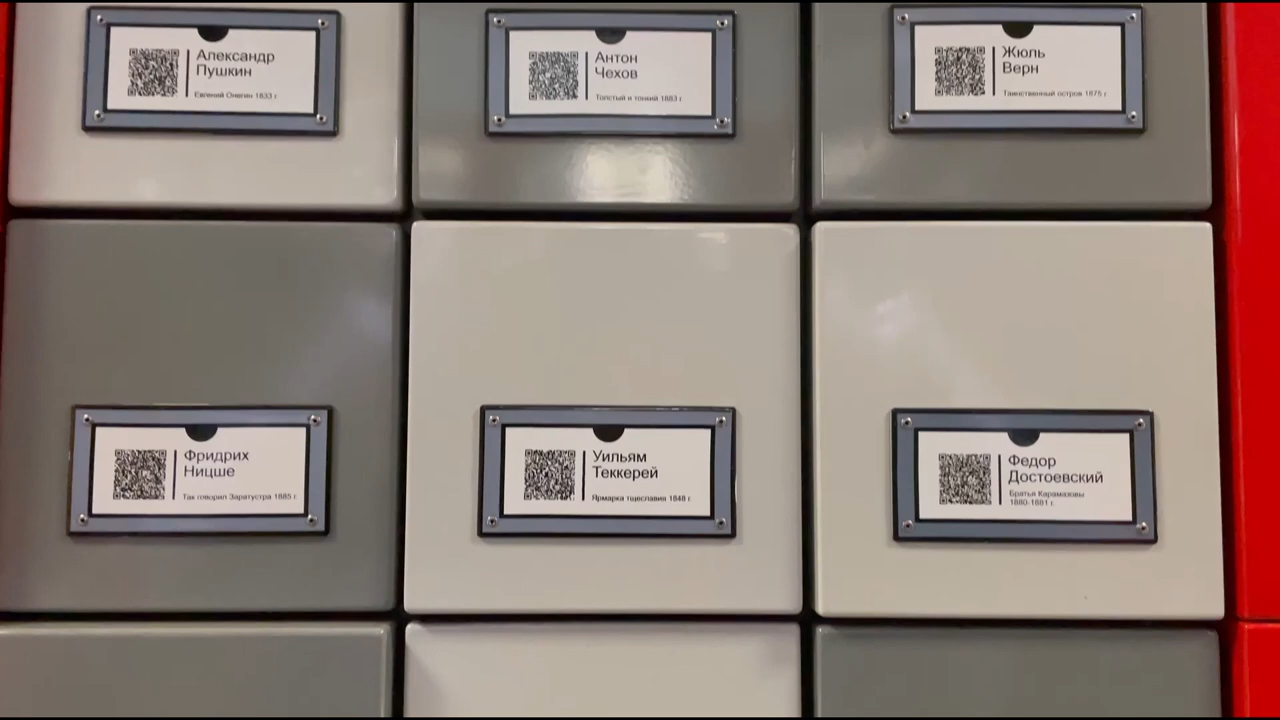 Александр
Пушкин
Евгений Онегин 1833 г.
Антон
Чехов
Толстый и тонкий 1883 г.
Жюль
Верн
Таинственный остров 1875 г.
Фридрих
Ницше
Так говорил Заратустра 1885 г.
Уильям
Теккерей
Ярмарка тщеславия 1848 г.
Федор
Достоевский
Братья Карамазовы
1880-1881 г.